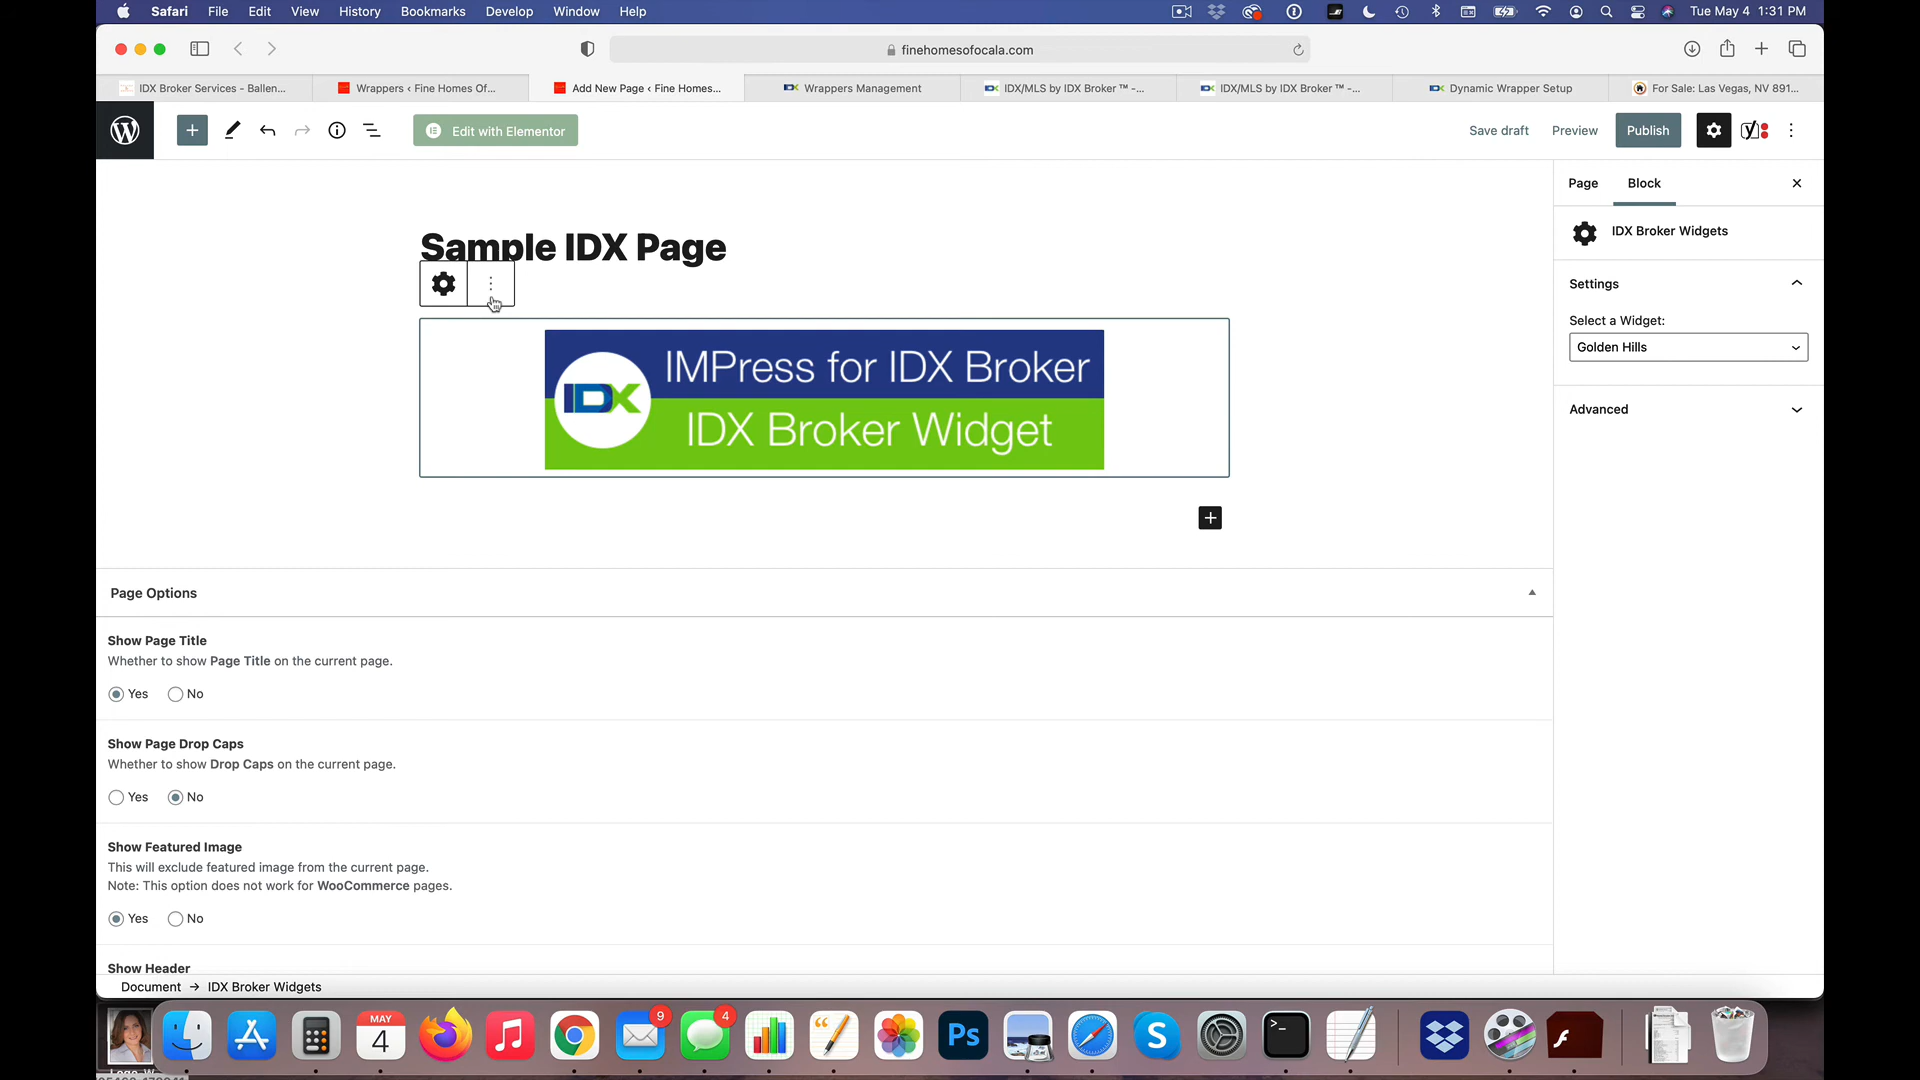 Safari File Edit View History Bookmarks Develop Window Help Tue May 4 1:31 PM
finehomesofocala.com
IDX Broker Services - Ballen... Wrappers ‹ Fine Homes Of... Add New Page ‹ Fine Homes... IDX Wrappers Management IDX IDX/MLS by IDX Broker ™ -... IDX IDX/MLS by IDX Broker ™ -... IDX Dynamic Wrapper Setup For Sale: Las Vegas, NV 891...
Edit with Elementor Save draft Preview Publish
Page Block
Sample IDX Page
IDX Broker Widgets
Settings
Select a Widget:
Golden Hills
Advanced
IDX
IMPress for IDX Broker
IDX Broker Widget
Page Options
Show Page Title
Whether to show Page Title on the current page.
Yes No
Show Page Drop Caps
Whether to show Drop Caps on the current page.
Yes No
Show Featured Image
This will exclude featured image from the current page.
Note: This option does not work for WooCommerce pages.
Yes No
Show Header
Document → IDX Broker Widgets
MAY
4
9
4
Ps